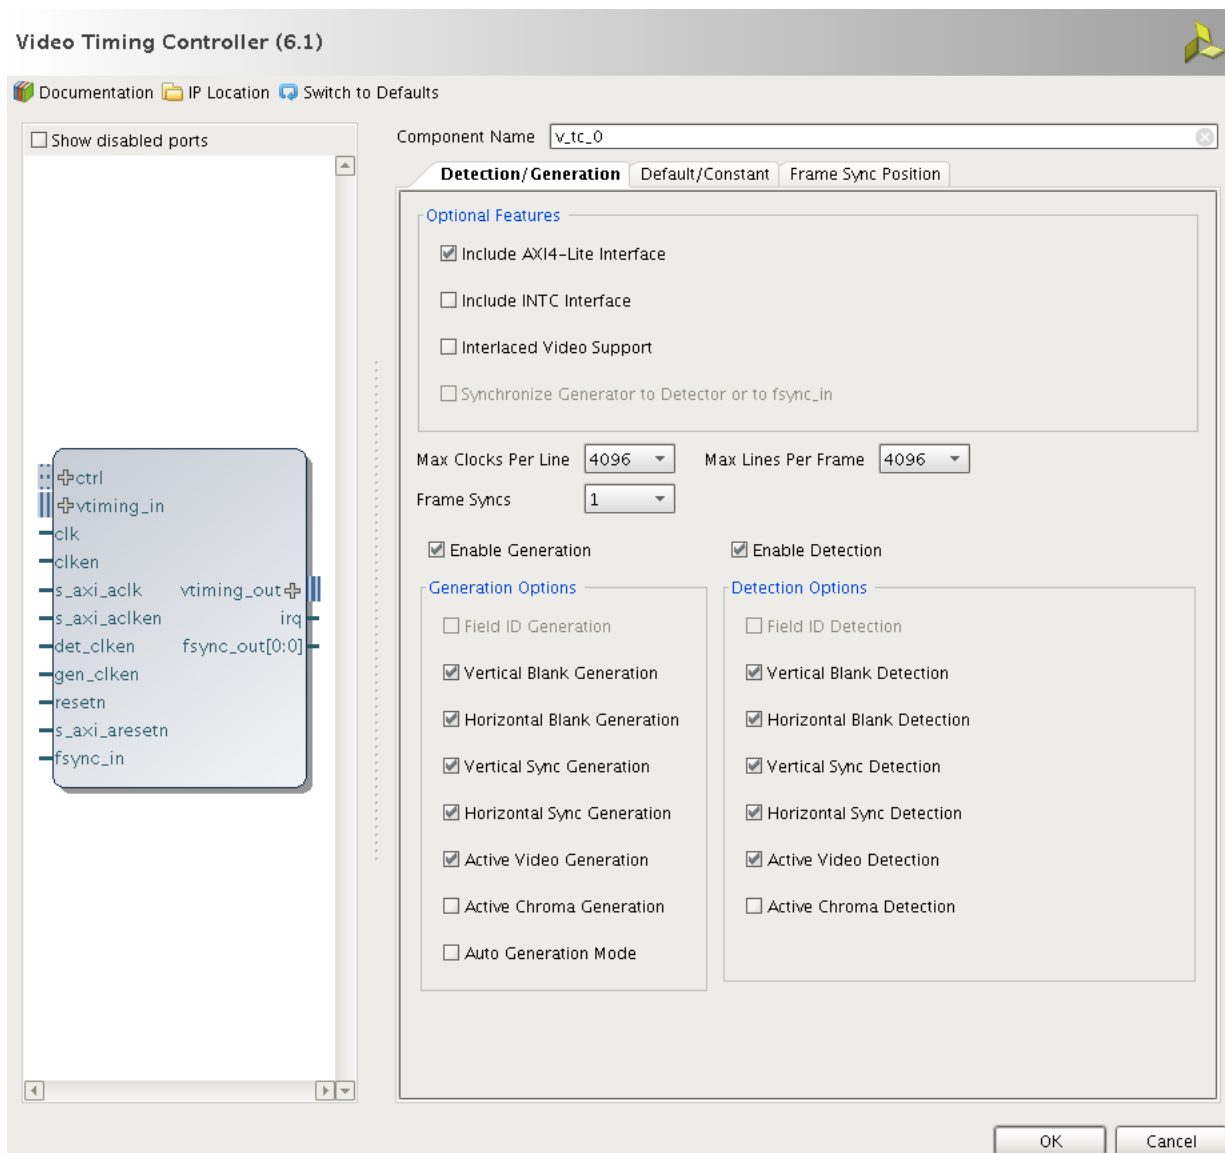 Video Timing Controller (6.1)
Documentation IP Location Switch to Defaults
Show disabled ports
Component Name v_tc_0
Detection/Generation Default/Constant Frame Sync Position
Optional Features
Include AXI4-Lite Interface
Include INTC Interface
Interlaced Video Support
Synchronize Generator to Detector or to fsync_in
Max Clocks Per Line 4096 Max Lines Per Frame 4096
Frame Syncs 1
Enable Generation Enable Detection
Generation Options
Field ID Generation
Vertical Blank Generation
Horizontal Blank Generation
Vertical Sync Generation
Horizontal Sync Generation
Active Video Generation
Active Chroma Generation
Auto Generation Mode
Detection Options
Field ID Detection
Vertical Blank Detection
Horizontal Blank Detection
Vertical Sync Detection
Horizontal Sync Detection
Active Video Detection
Active Chroma Detection
ctrl
vtiming_in
clk
clken
s_axi_aclk vtiming_out
s_axi_aclken irq
det_clken fsync_out[0:0]
gen_clken
resetn
s_axi_aresetn
fsync_in
OK Cancel